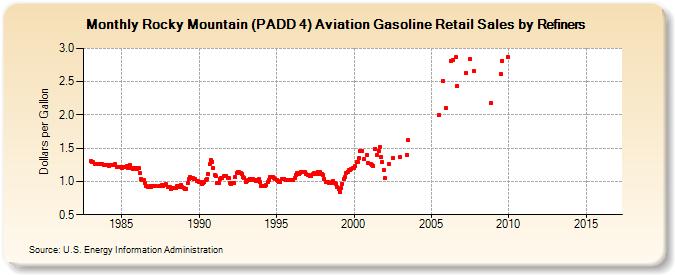 Monthly Rocky Mountain (PADD 4) Aviation Gasoline Retail Sales by Refiners
Dollars per Gallon
3.0
2.5
2.0
1.5
1.0
0.5
1985 1990 1995 2000 2005 2010 2015
Source: U.S. Energy Information Administration